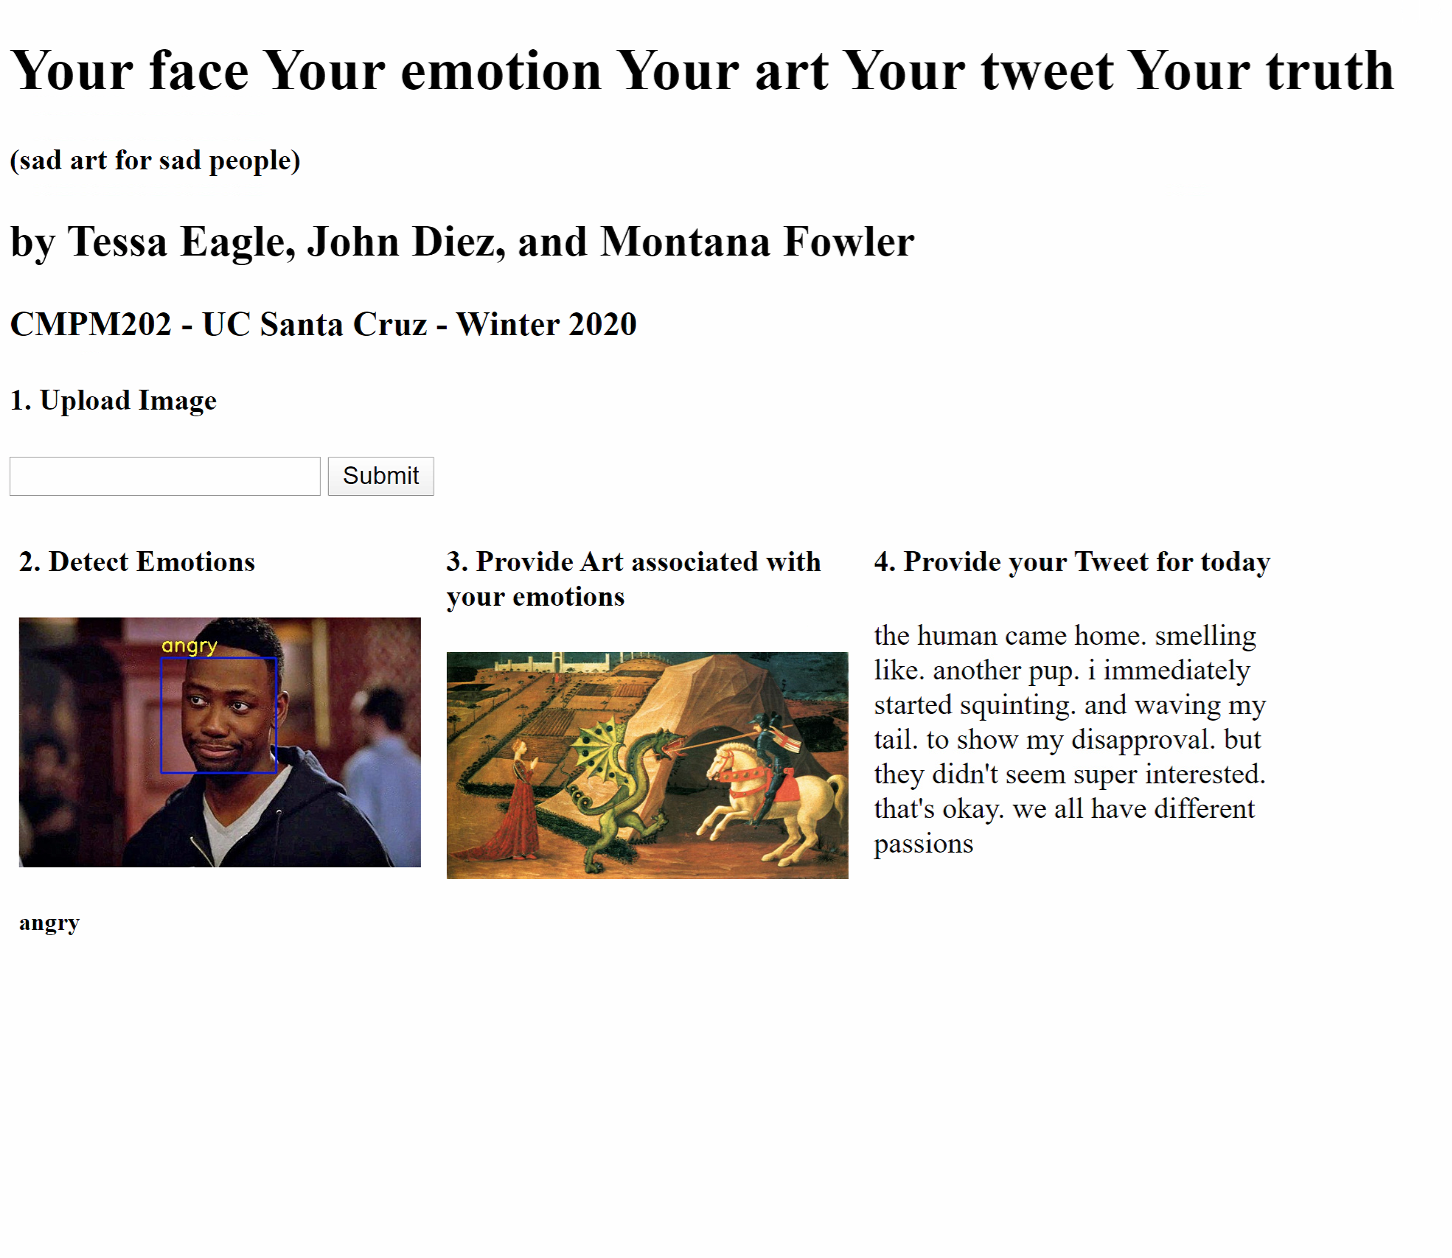 Your face Your emotion Your art Your tweet Your truth
(sad art for sad people)
by Tessa Eagle, John Diez, and Montana Fowler
CMPM202 - UC Santa Cruz - Winter 2020
1. Upload Image
Submit
2. Detect Emotions
angry
angry
3. Provide Art associated with
your emotions
4. Provide your Tweet for today
the human came home. smelling
like. another pup. i immediately
started squinting. and waving my
tail. to show my disapproval. but
they didn't seem super interested.
that's okay. we all have different
passions